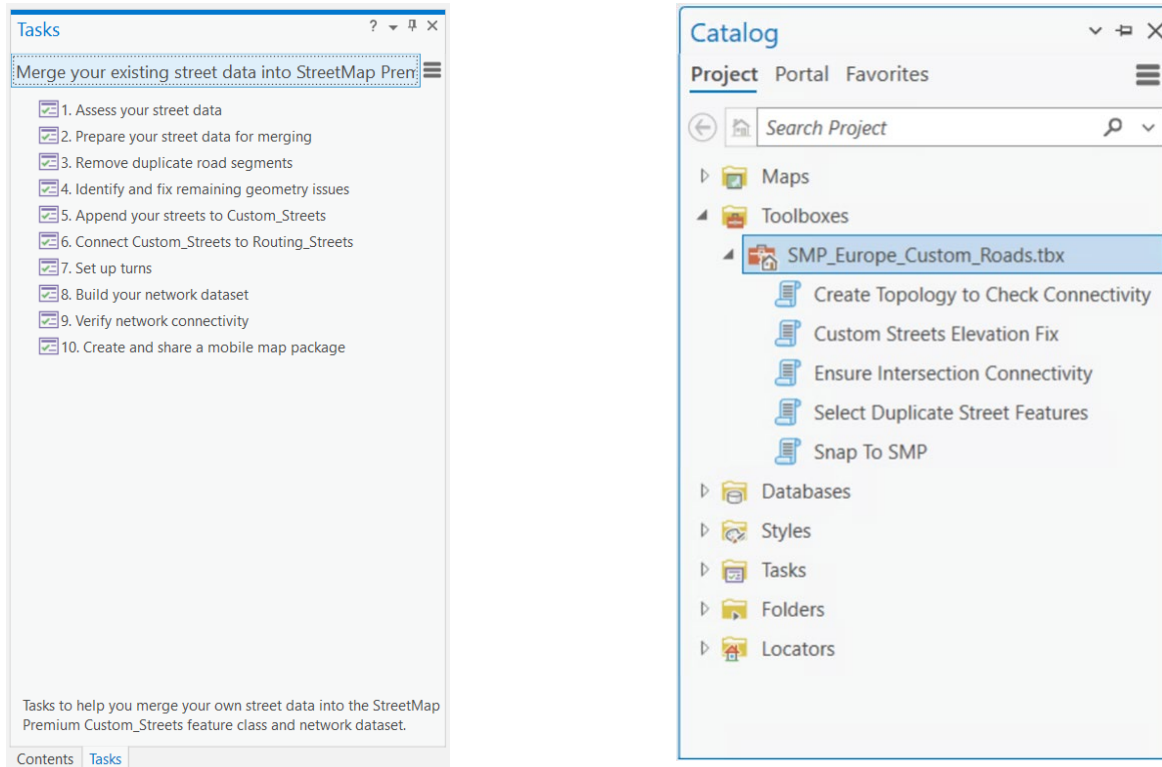 Tasks
?
Merge your existing street data into StreetMap Prem
1. Assess your street data
2. Prepare your street data for merging
3. Remove duplicate road segments
4. Identify and fix remaining geometry issues
5. Append your streets to Custom_Streets
6. Connect Custom_Streets to Routing_Streets
7. Set up turns
8. Build your network dataset
9. Verify network connectivity
10. Create and share a mobile map package
Tasks to help you merge your own street data into the StreetMap
Premium Custom_Streets feature class and network dataset.
Contents Tasks
Catalog
Project Portal Favorites
Search Project
Maps
Toolboxes
SMP_Europe_Custom_Roads.tbx
Create Topology to Check Connectivity
Custom Streets Elevation Fix
Ensure Intersection Connectivity
Select Duplicate Street Features
Snap To SMP
Databases
Styles
Tasks
Folders
Locators